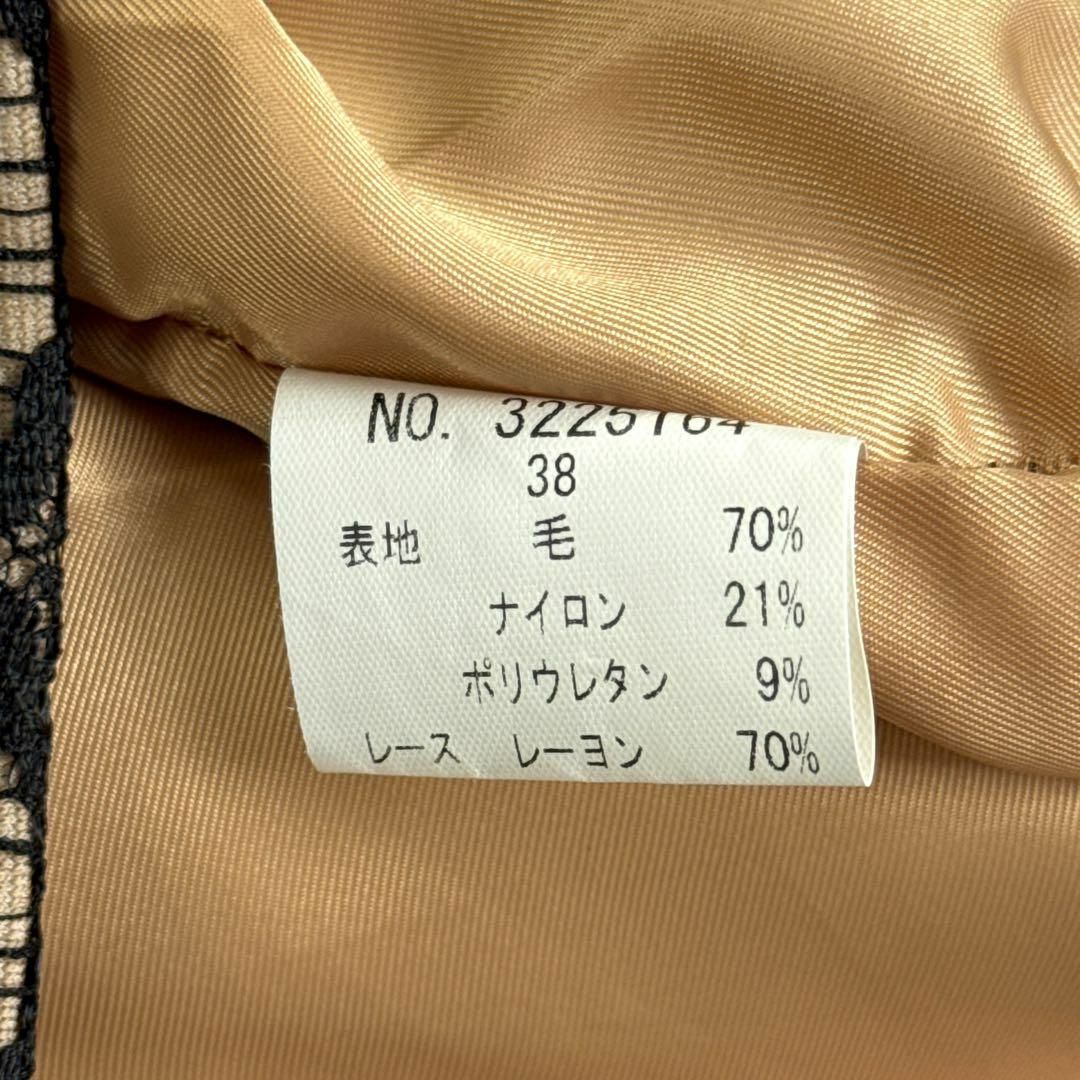 NO. 3225164
38
表地 毛 70%
ナイロン 21%
ポリウレタン 9%
レース レーヨン 70%